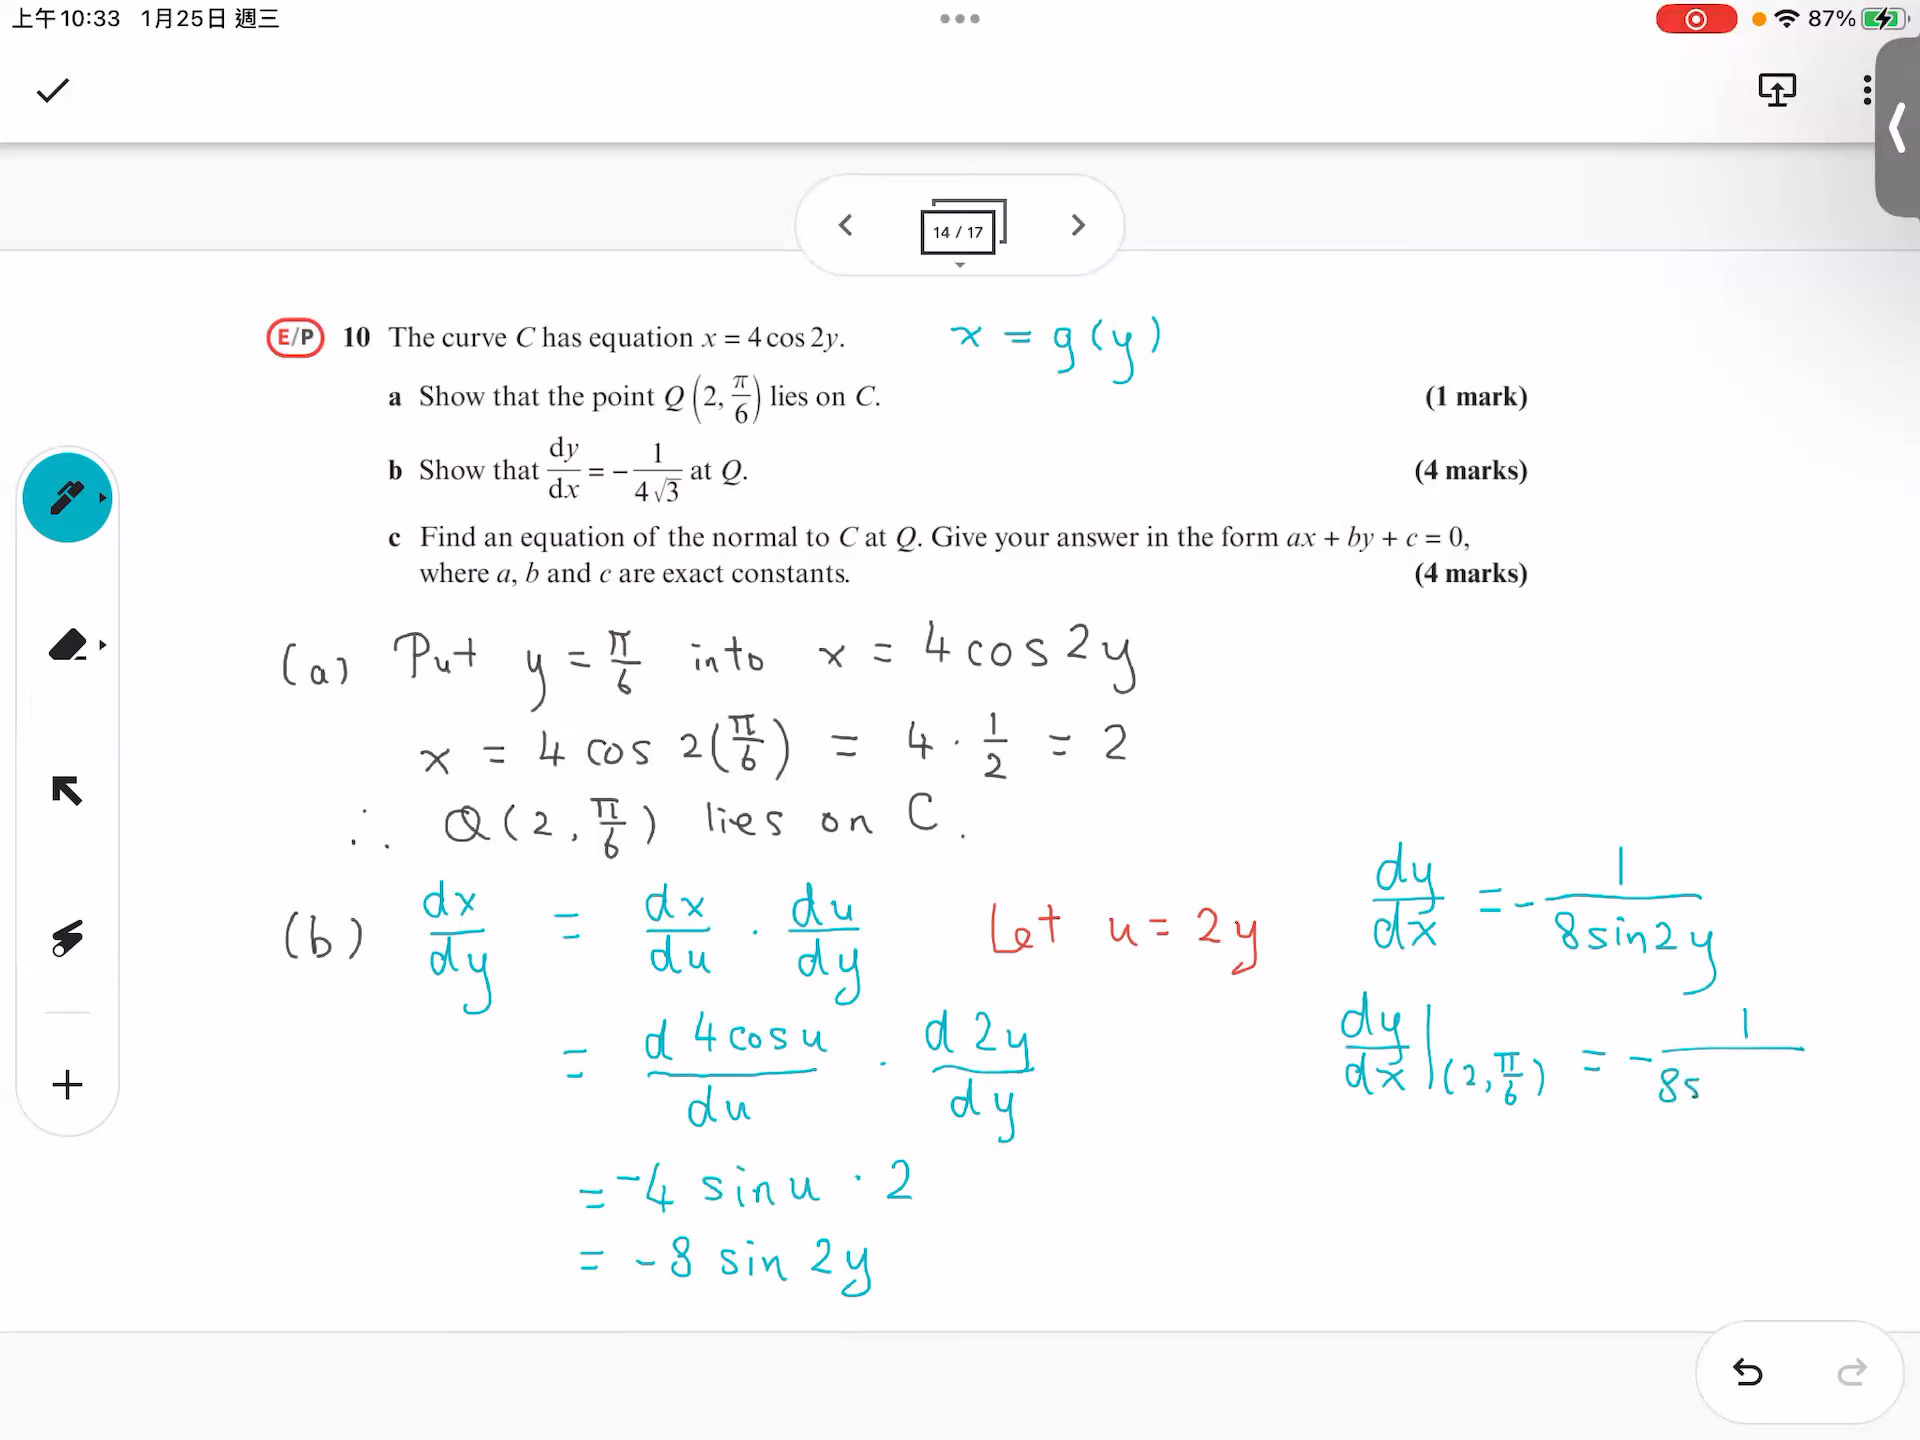 上午10:33 1月25日 週三
87%
14 / 17
E/P 10 The curve C has equation x = 4 cos 2y. x = g(y)
a Show that the point Q (2, π/6) lies on C. (1 mark)
b Show that dy/dx = − 1/(4√3) at Q. (4 marks)
c Find an equation of the normal to C at Q. Give your answer in the form ax + by + c = 0,
where a, b and c are exact constants. (4 marks)
(a) Put y = π/6 into x = 4 cos 2y
x = 4 cos 2(π/6) = 4 · 1/2 = 2
∴ Q(2, π/6) lies on C.
(b) dx/dy = dx/du · du/dy Let u = 2y
= d 4 cos u/du · d 2y/dy
= -4 sin u · 2
= -8 sin 2y
dy/dx = - 1/(8 sin 2y)
dy/dx |(2, π/6) = - 1/8s